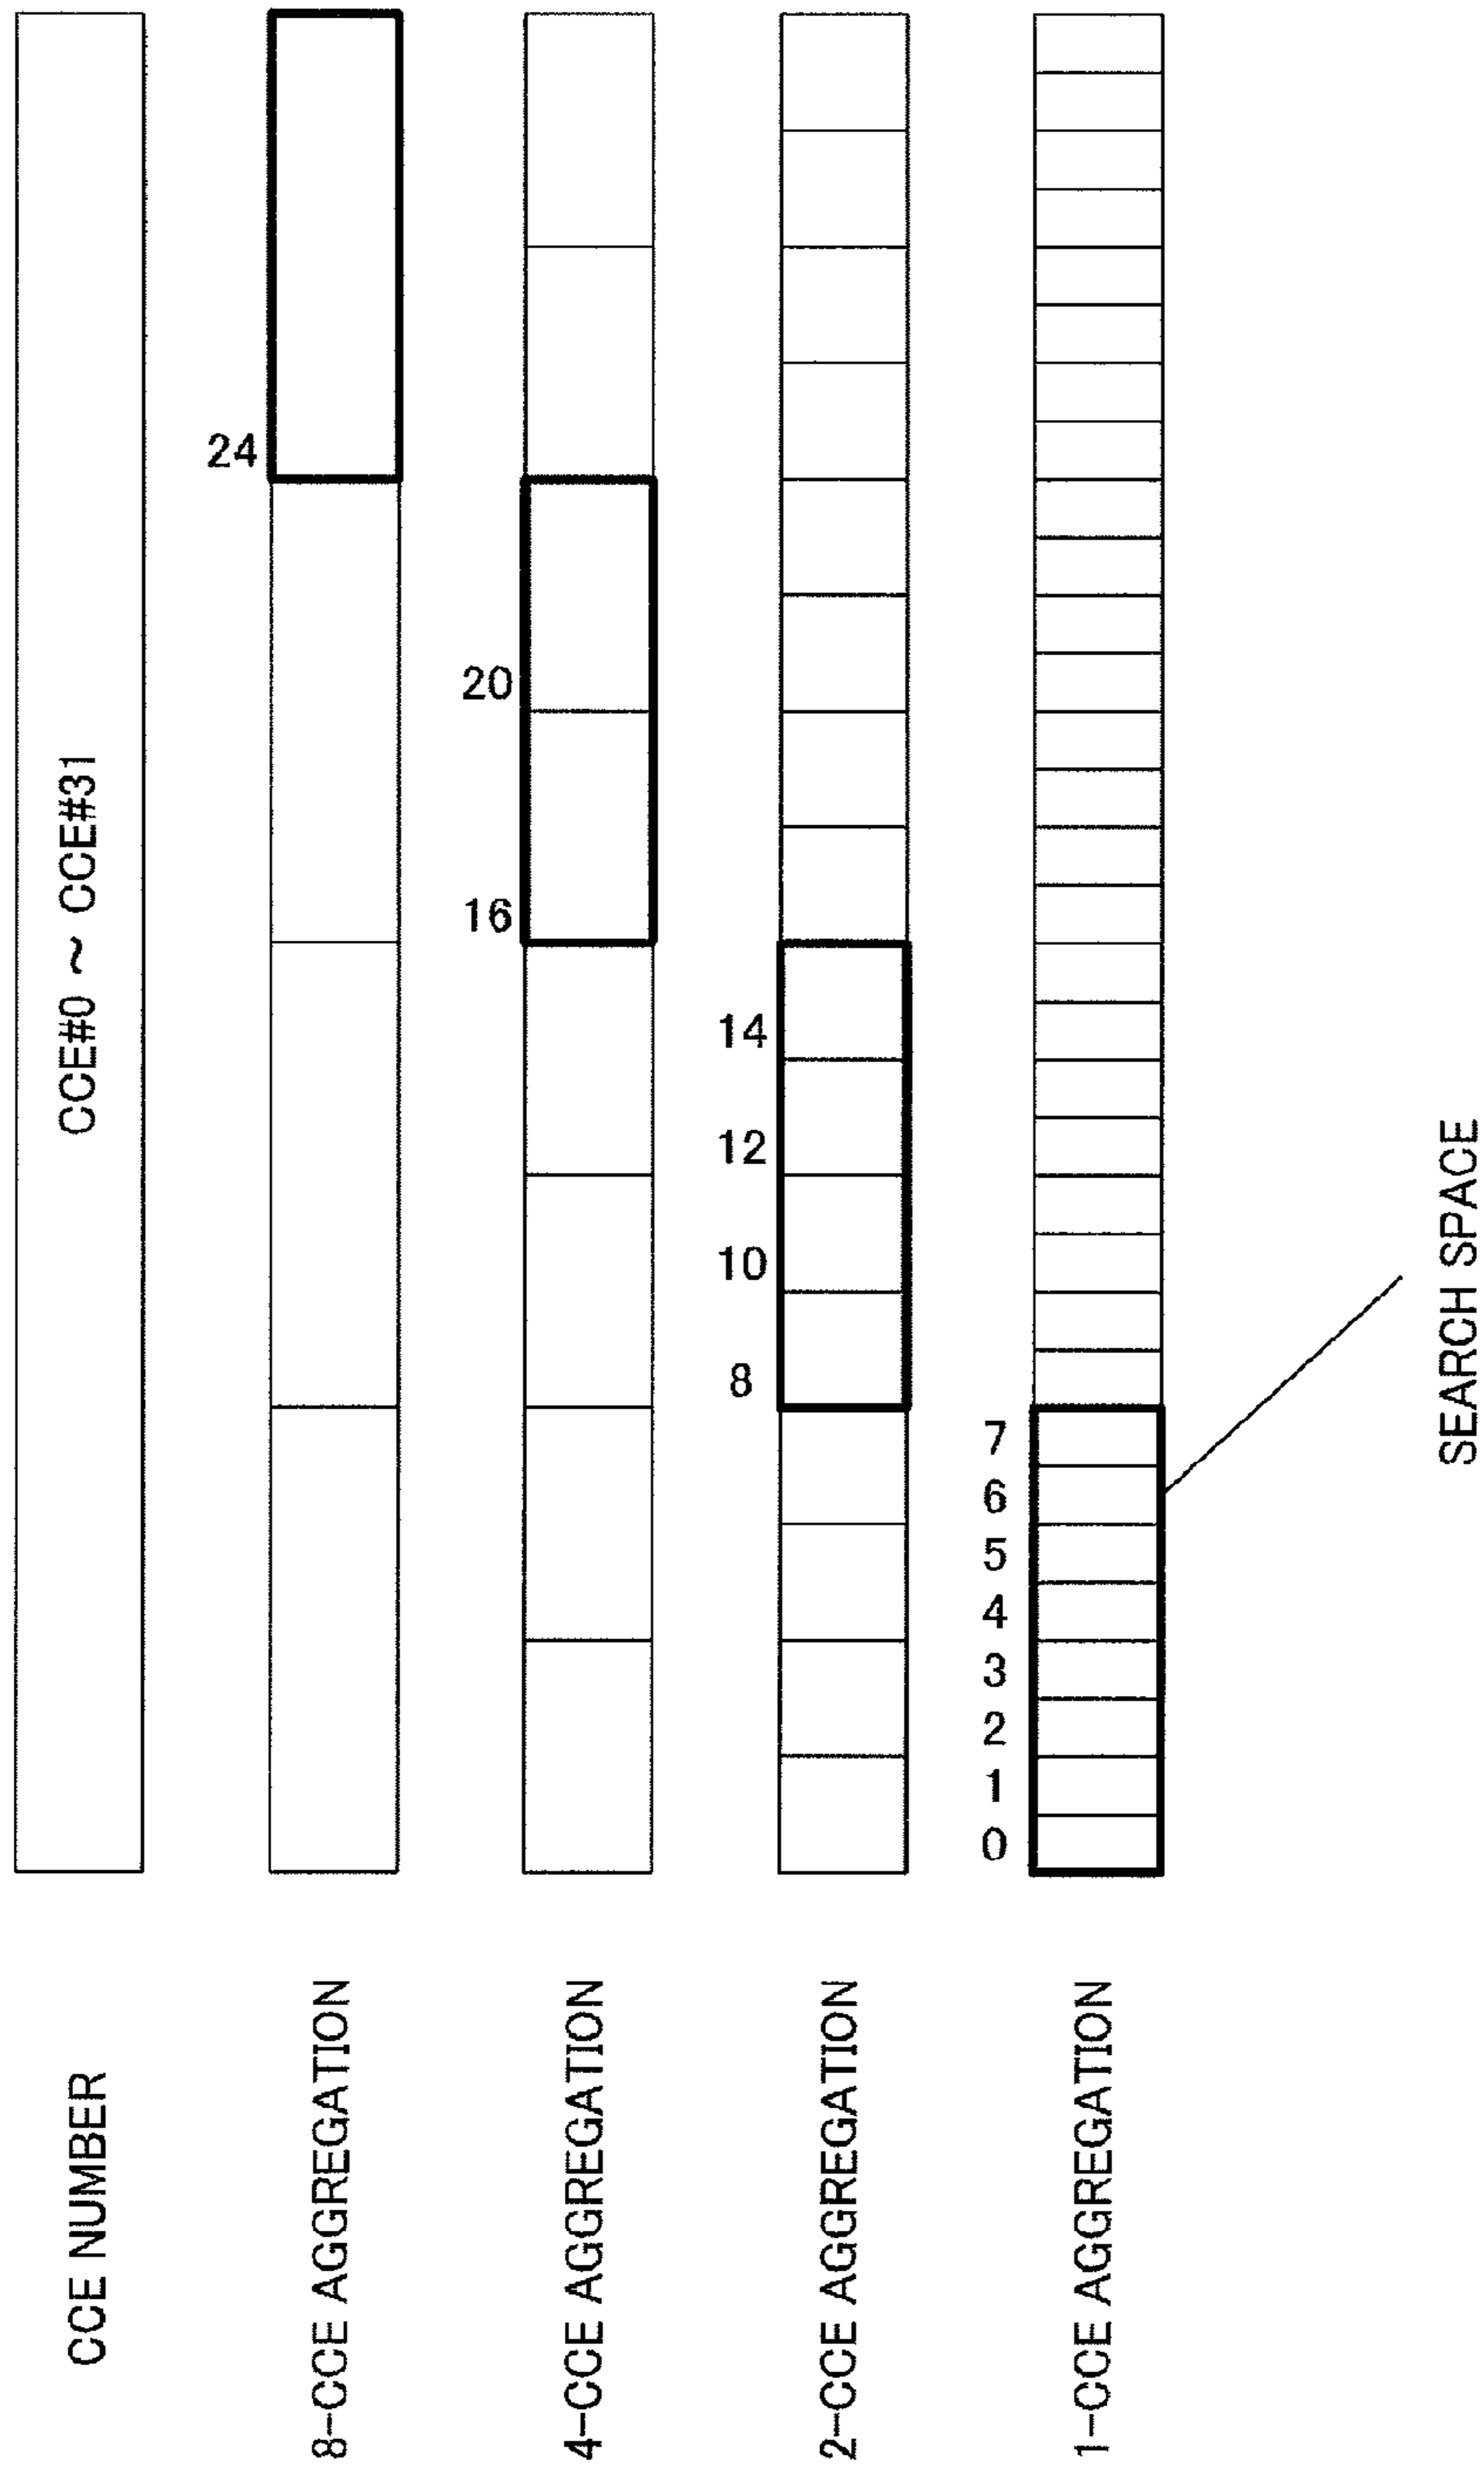 CCE NUMBER
CCE#0 ~ CCE#31
24
8-CCE AGGREGATION
16 20
4-CCE AGGREGATION
8 10 12 14
2-CCE AGGREGATION
0 1 2 3 4 5 6 7
1-CCE AGGREGATION
SEARCH SPACE